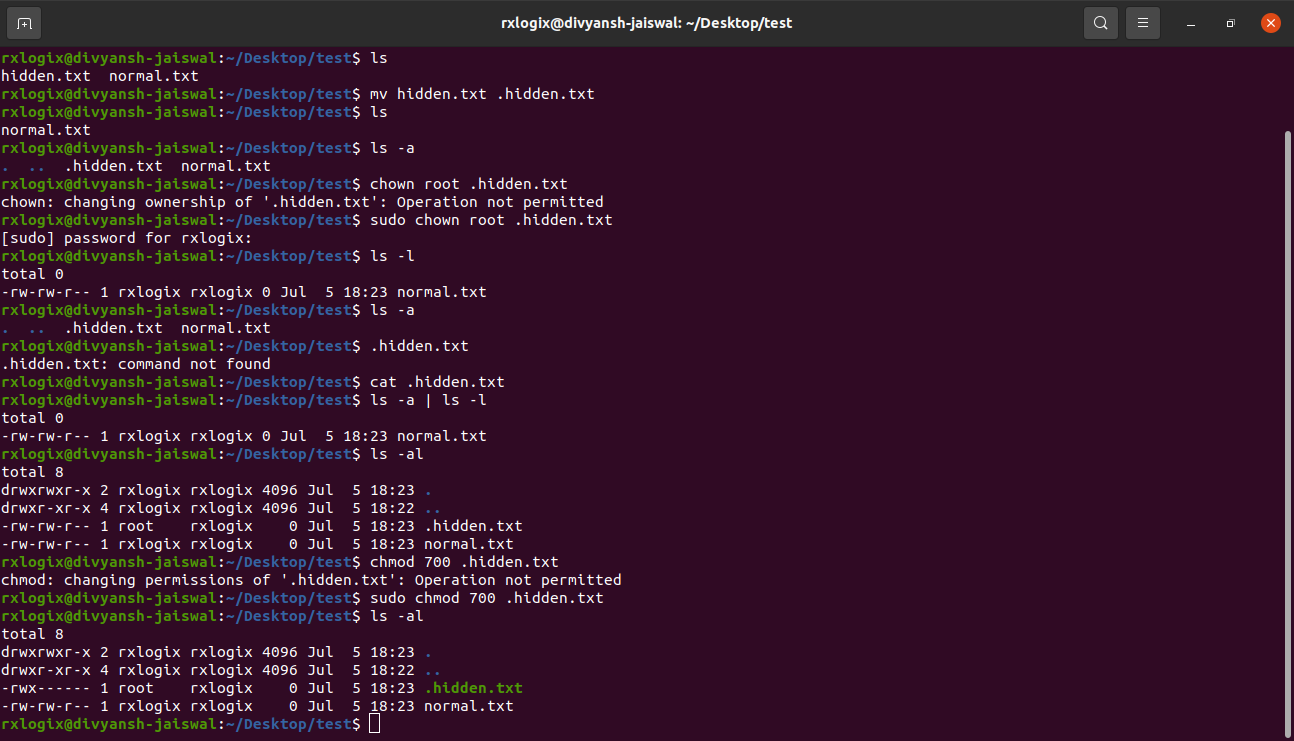 rxlogix@divyansh-jaiswal: ~/Desktop/test
rxlogix@divyansh-jaiswal:~/Desktop/test$ ls
hidden.txt  normal.txt
rxlogix@divyansh-jaiswal:~/Desktop/test$ mv hidden.txt .hidden.txt
rxlogix@divyansh-jaiswal:~/Desktop/test$ ls
normal.txt
rxlogix@divyansh-jaiswal:~/Desktop/test$ ls -a
.  ..  .hidden.txt  normal.txt
rxlogix@divyansh-jaiswal:~/Desktop/test$ chown root .hidden.txt
chown: changing ownership of '.hidden.txt': Operation not permitted
rxlogix@divyansh-jaiswal:~/Desktop/test$ sudo chown root .hidden.txt
[sudo] password for rxlogix:
rxlogix@divyansh-jaiswal:~/Desktop/test$ ls -l
total 0
-rw-rw-r-- 1 rxlogix rxlogix 0 Jul  5 18:23 normal.txt
rxlogix@divyansh-jaiswal:~/Desktop/test$ ls -a
.  ..  .hidden.txt  normal.txt
rxlogix@divyansh-jaiswal:~/Desktop/test$ .hidden.txt
.hidden.txt: command not found
rxlogix@divyansh-jaiswal:~/Desktop/test$ cat .hidden.txt
rxlogix@divyansh-jaiswal:~/Desktop/test$ ls -a | ls -l
total 0
-rw-rw-r-- 1 rxlogix rxlogix 0 Jul  5 18:23 normal.txt
rxlogix@divyansh-jaiswal:~/Desktop/test$ ls -al
total 8
drwxrwxr-x 2 rxlogix rxlogix 4096 Jul  5 18:23 .
drwxr-xr-x 4 rxlogix rxlogix 4096 Jul  5 18:22 ..
-rw-rw-r-- 1 root    rxlogix    0 Jul  5 18:23 .hidden.txt
-rw-rw-r-- 1 rxlogix rxlogix    0 Jul  5 18:23 normal.txt
rxlogix@divyansh-jaiswal:~/Desktop/test$ chmod 700 .hidden.txt
chmod: changing permissions of '.hidden.txt': Operation not permitted
rxlogix@divyansh-jaiswal:~/Desktop/test$ sudo chmod 700 .hidden.txt
rxlogix@divyansh-jaiswal:~/Desktop/test$ ls -al
total 8
drwxrwxr-x 2 rxlogix rxlogix 4096 Jul  5 18:23 .
drwxr-xr-x 4 rxlogix rxlogix 4096 Jul  5 18:22 ..
-rwx------ 1 root    rxlogix    0 Jul  5 18:23 .hidden.txt
-rw-rw-r-- 1 rxlogix rxlogix    0 Jul  5 18:23 normal.txt
rxlogix@divyansh-jaiswal:~/Desktop/test$